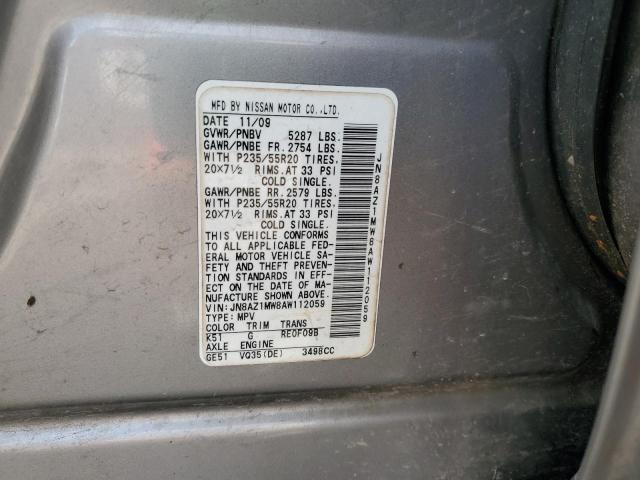 MFD BY NISSAN MOTOR CO.,LTD.
DATE 11/09
GVWR/PNBV 5287 LBS.
GAWR/PNBE FR. 2754 LBS.
WITH P235/55R20 TIRES.
20X7½ RIMS.AT 33 PSI
COLD SINGLE.
GAWR/PNBE RR. 2579 LBS.
WITH P235/55R20 TIRES.
20X7½ RIMS.AT 33 PSI
COLD SINGLE.
THIS VEHICLE CONFORMS
TO ALL APPLICABLE FED-
ERAL MOTOR VEHICLE SA-
FETY AND THEFT PREVEN-
TION STANDARDS IN EFF-
ECT ON THE DATE OF MA-
NUFACTURE SHOWN ABOVE.
VIN:JN8AZ1MW8AW112059
TYPE: MPV
COLOR TRIM TRANS
K51 G RE0F09B
AXLE ENGINE
GE51 VQ35(DE) 3498CC
JN8AZ1MW8AW112059